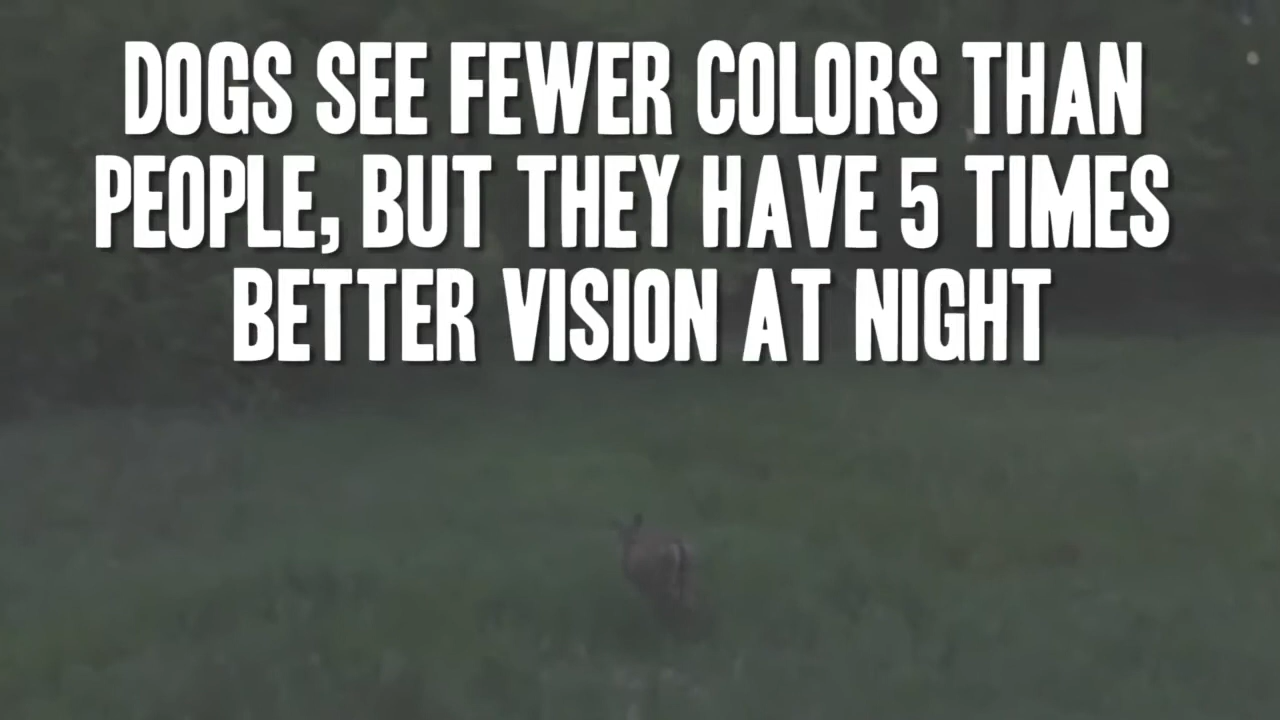 DOGS SEE FEWER COLORS THAN
PEOPLE, BUT THEY HAVE 5 TIMES
BETTER VISION AT NIGHT